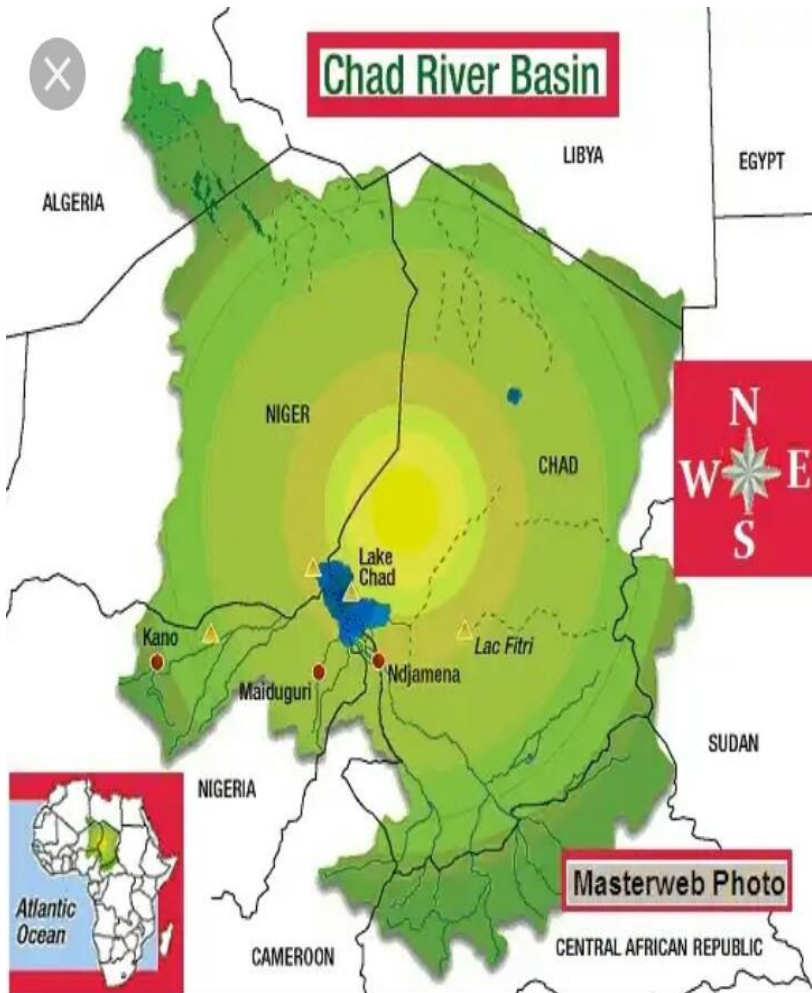 Chad River Basin
LIBYA
EGYPT
ALGERIA
N
W E
S
NIGER
CHAD
Lake
Chad
Kano
Lac Fitri
Maiduguri
Ndjamena
SUDAN
NIGERIA
Masterweb Photo
Atlantic
Ocean
CAMEROON
CENTRAL AFRICAN REPUBLIC